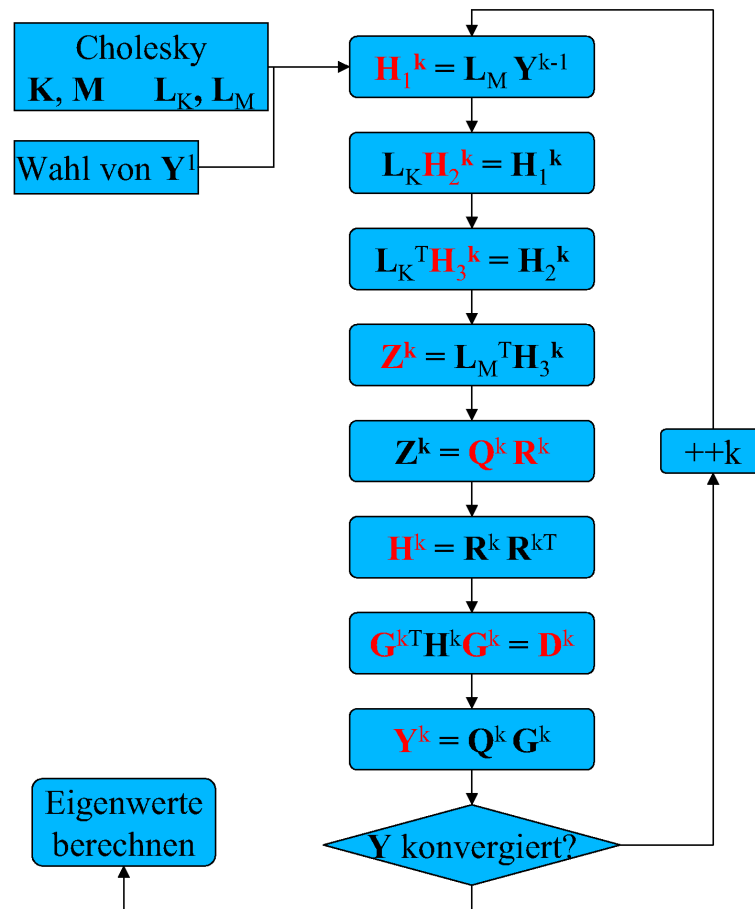 Cholesky
K, M L_K, L_M
Wahl von Y^1
H_1^k = L_M Y^{k-1}
L_K H_2^k = H_1^k
L_K^T H_3^k = H_2^k
Z^k = L_M^T H_3^k
Z^k = Q^k R^k
H^k = R^k R^{kT}
G^{kT} H^k G^k = D^k
Y^k = Q^k G^k
Y konvergiert?
++k
Eigenwerte
berechnen